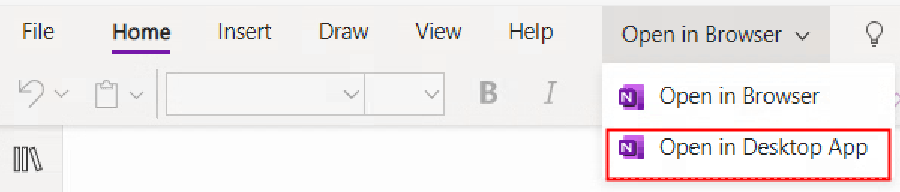 File Home Insert Draw View Help Open in Browser
B I
N Open in Browser
N Open in Desktop App